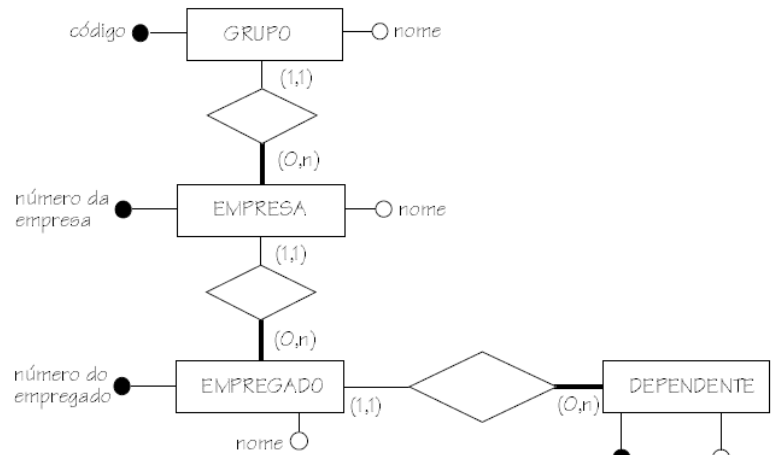 código
GRUPO
nome
(1,1)
(0,n)
número da
empresa
EMPRESA
nome
(1,1)
(0,n)
número do
empregado
EMPREGADO
(1,1)
(0,n)
DEPENDENTE
nome